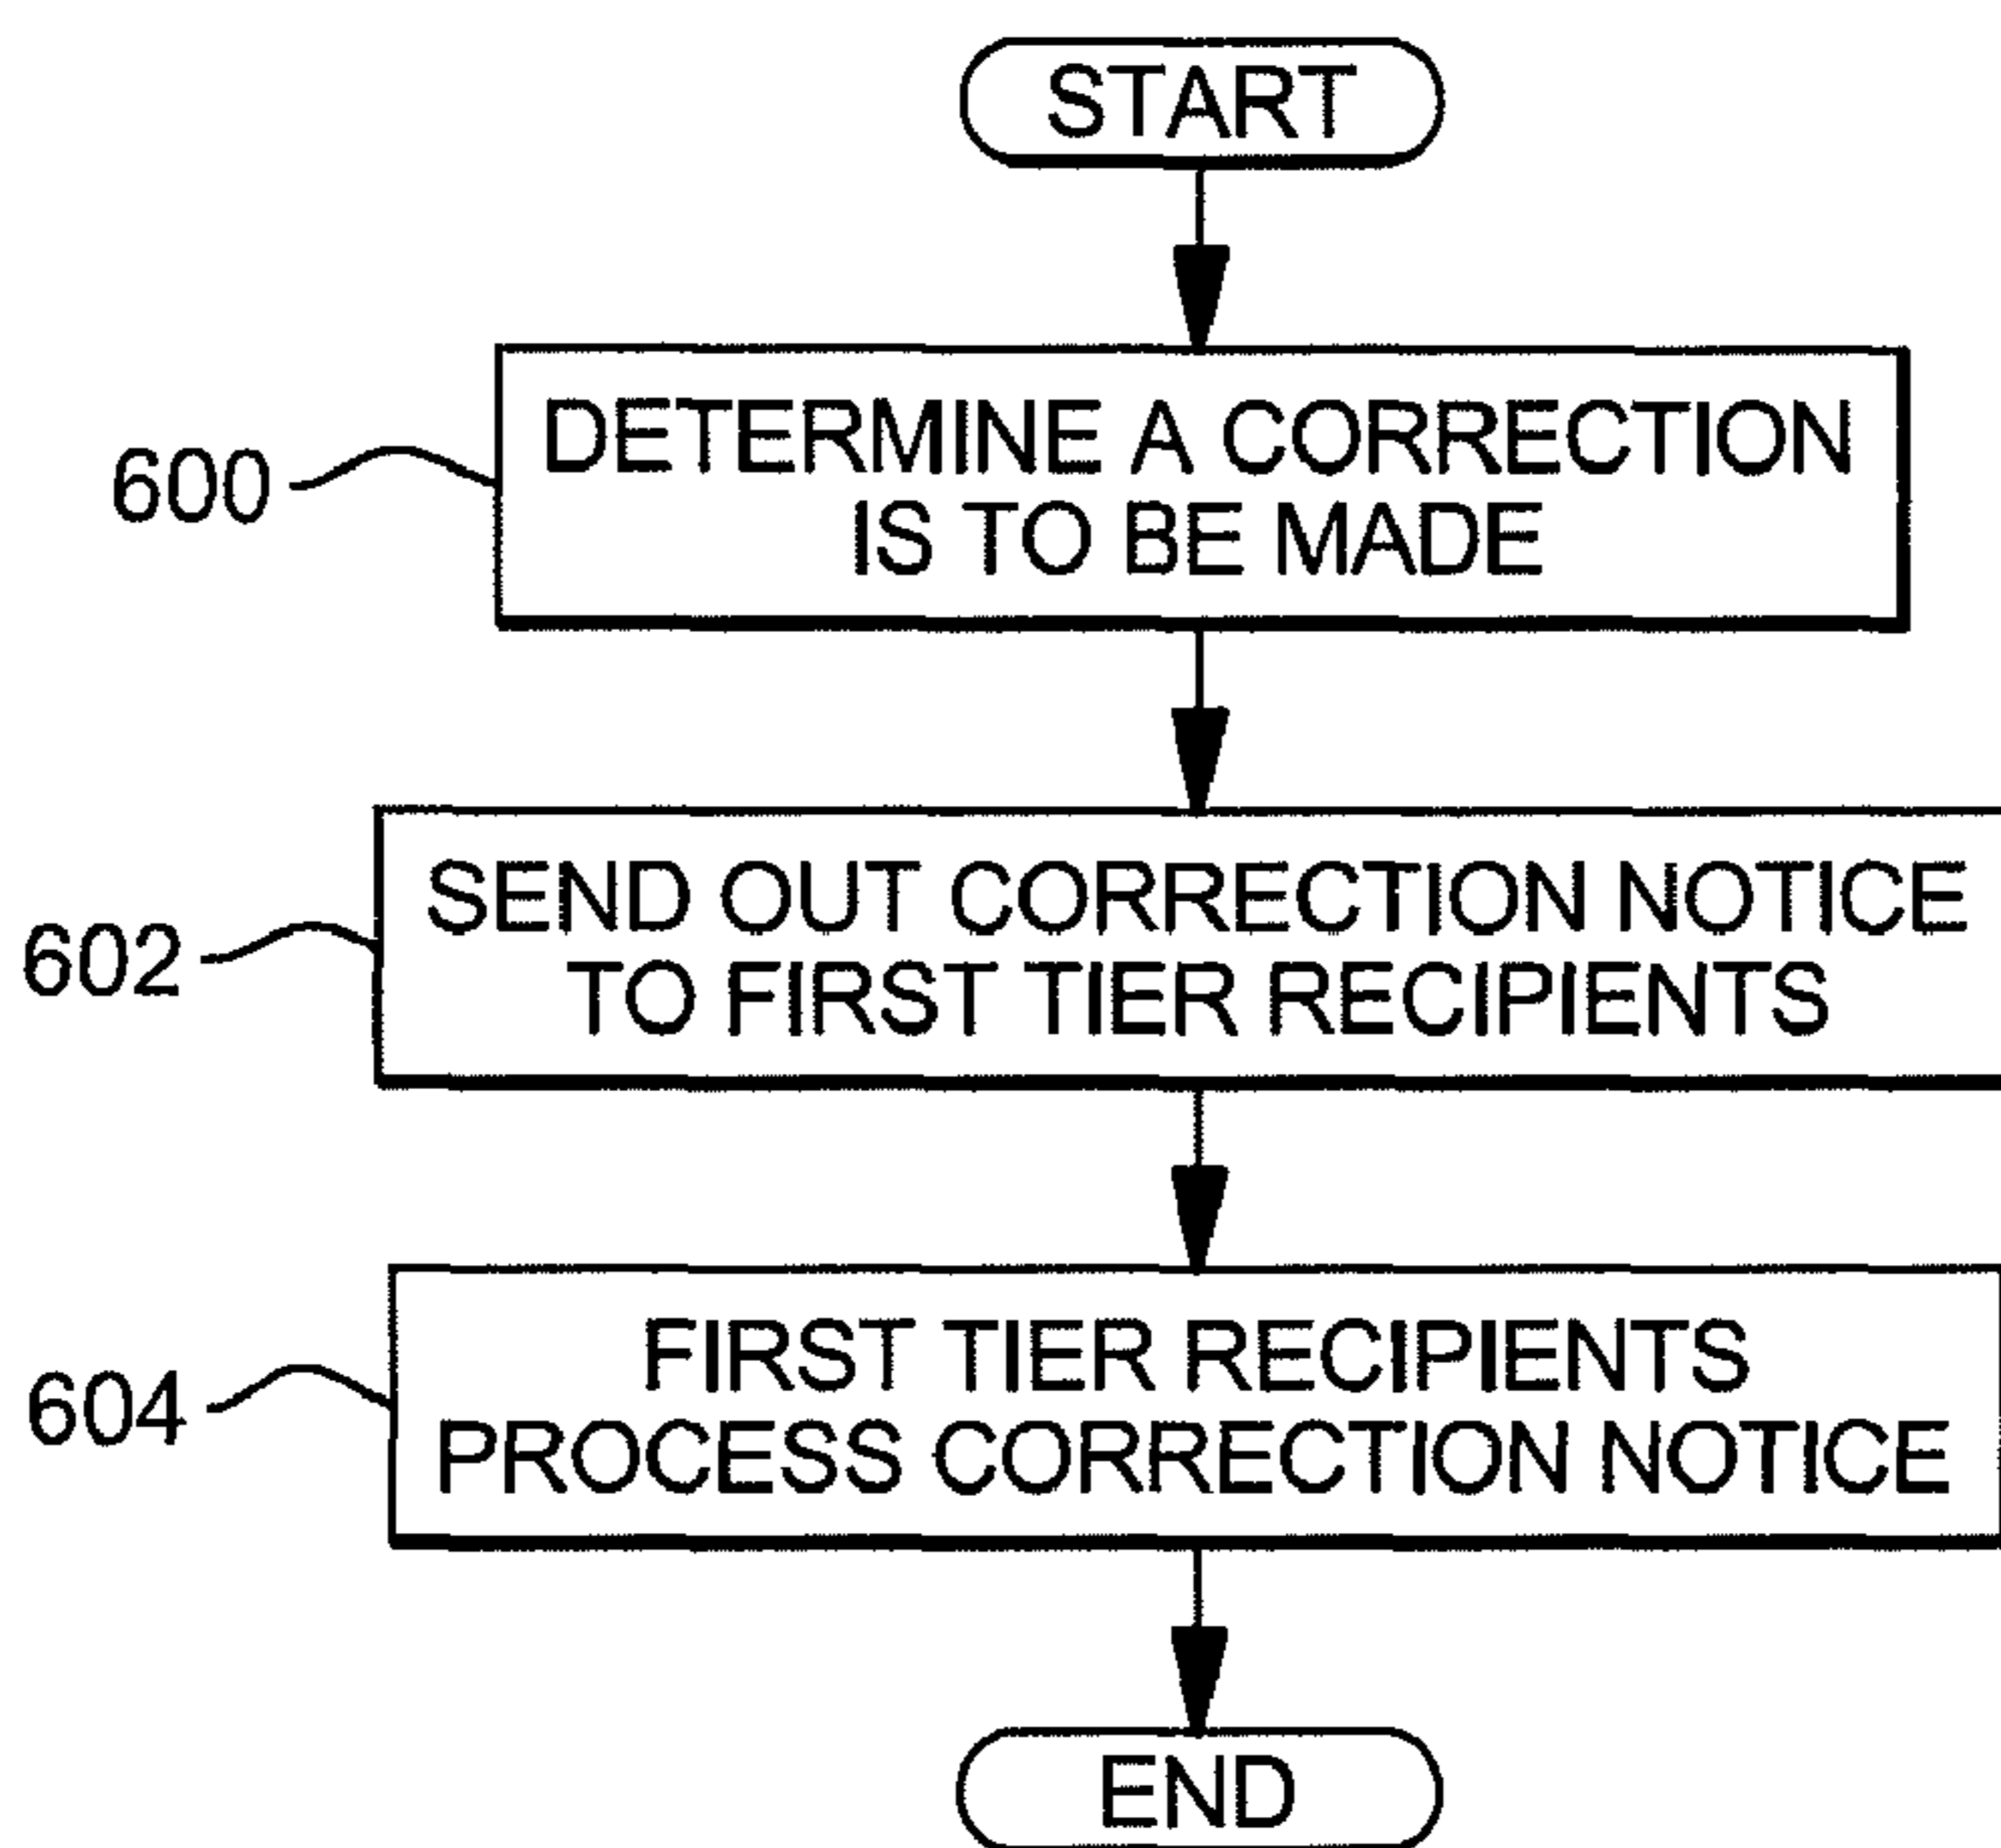 START
600
DETERMINE A CORRECTION
IS TO BE MADE
602
SEND OUT CORRECTION NOTICE
TO FIRST TIER RECIPIENTS
604
FIRST TIER RECIPIENTS
PROCESS CORRECTION NOTICE
END